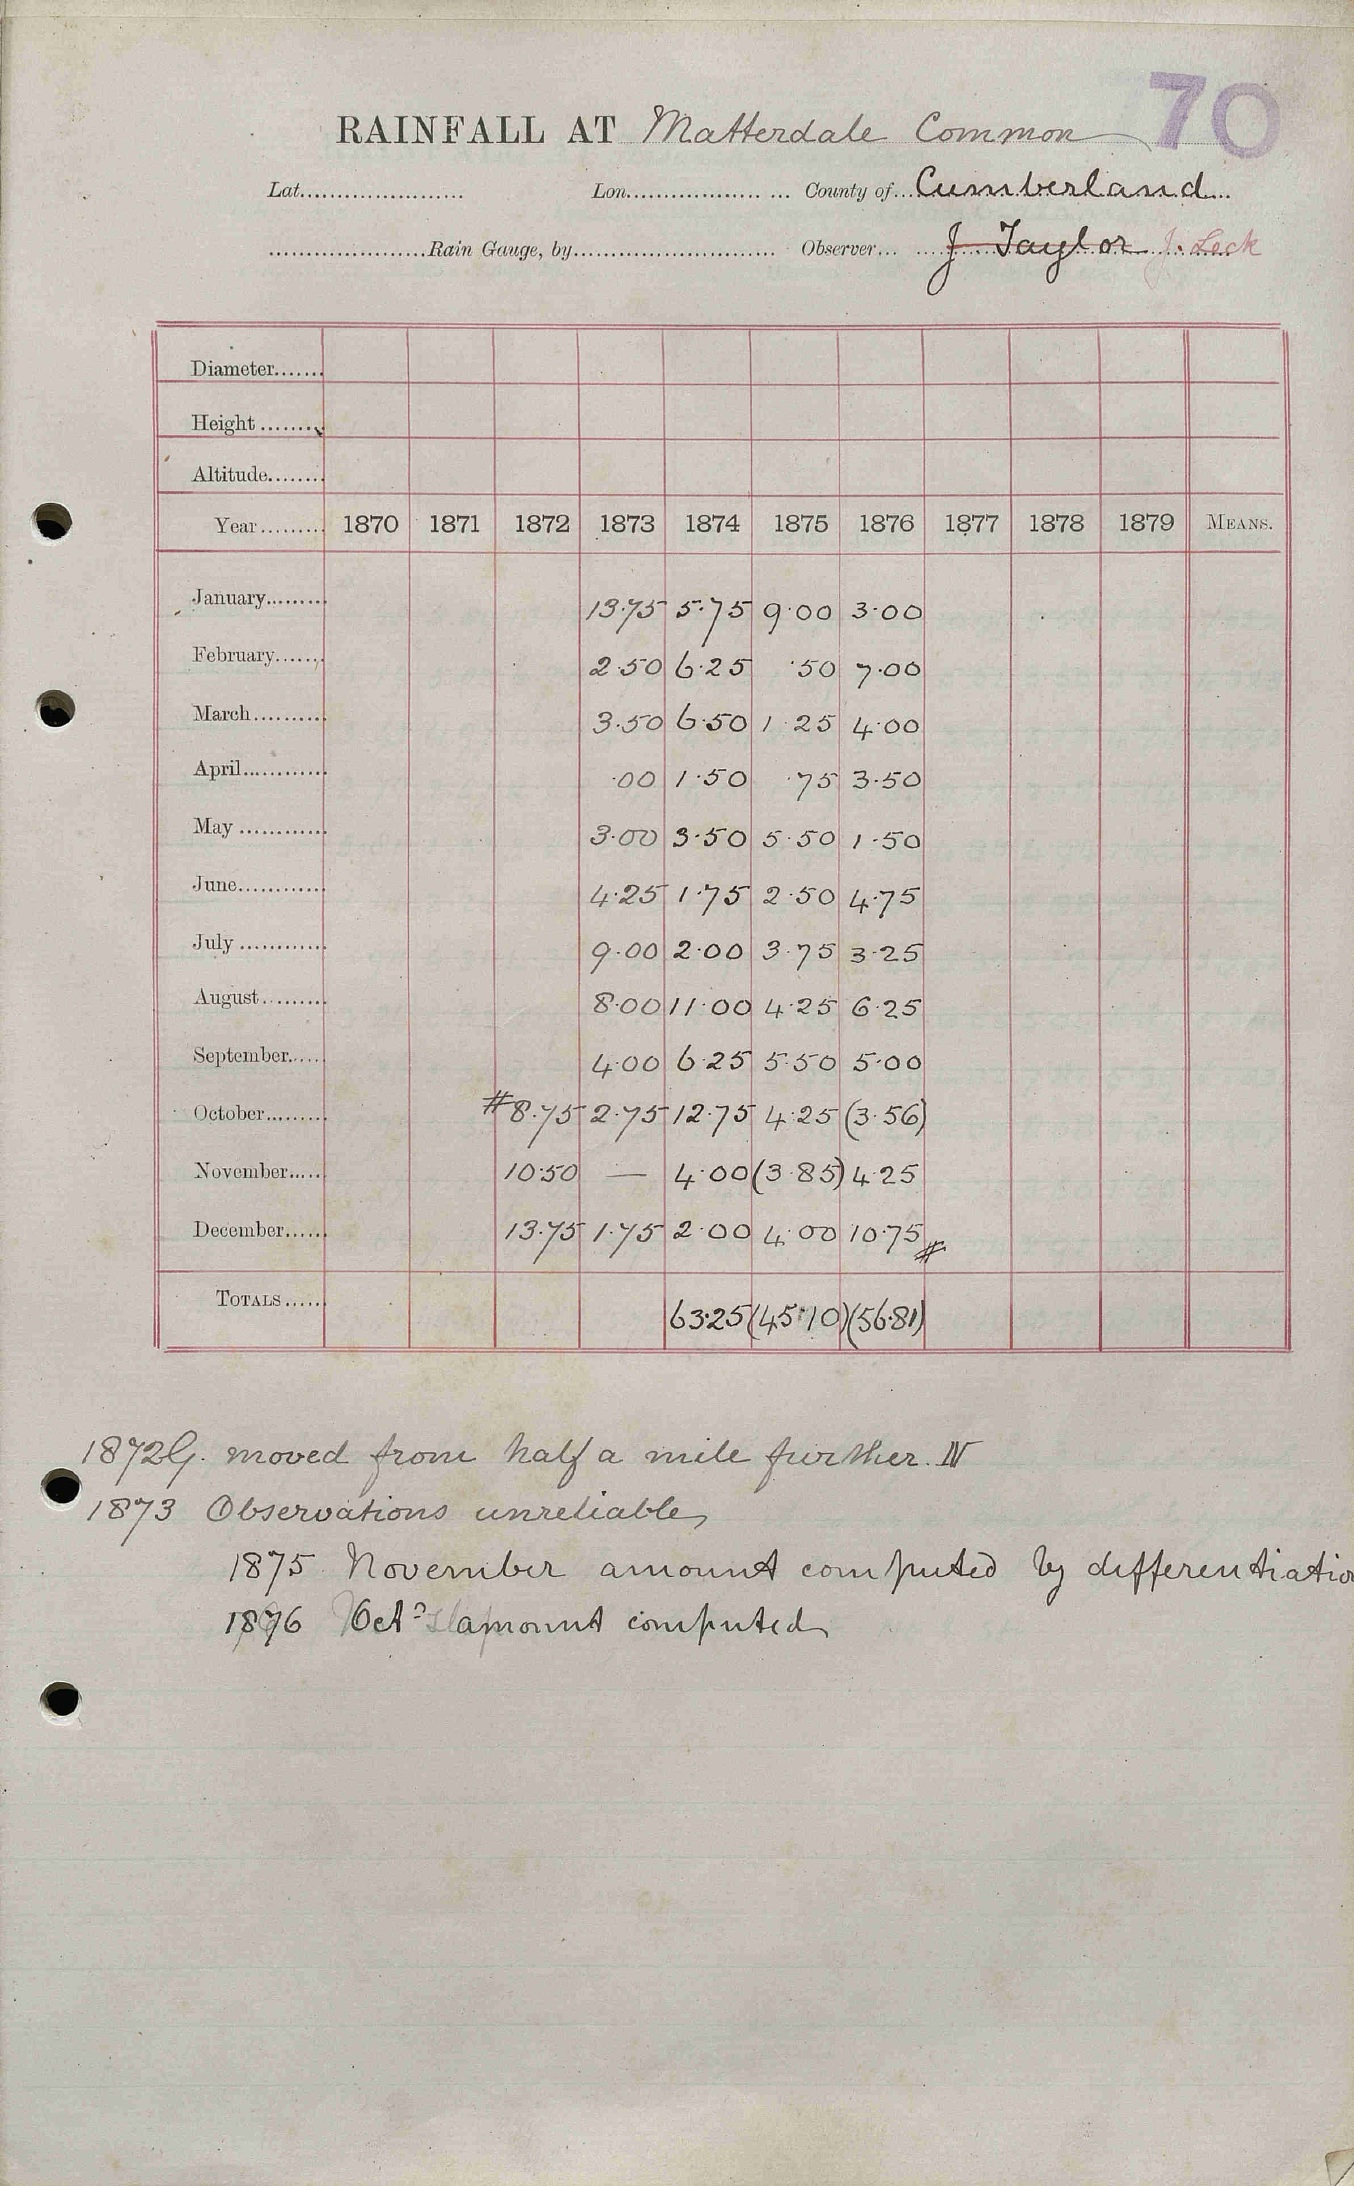 70
RAINFALL AT Matterdale Common
Lat...................... Lon.................. ... County of... Cumberland
.....................Rain Gauge, by........................... Observer... J Taylor J. Leck
Diameter.......
Height ........
Altitude........
Year ......... 1870 1871 1872 1873 1874 1875 1876 1877 1878 1879 MEANS.
January......... 13.75 5.75 9.00 3.00
February....... 2.50 6.25 .50 7.00
March........... 3.50 6.50 1 25 4.00
April............ .00 1.50 .75 3.50
May ............ 3.00 3.50 5.50 1.50
June............. 4.25 1.75 2.50 4.75
July ............ 9.00 2.00 3.75 3.25
August.......... 8.00 11.00 4.25 6.25
September..... 4.00 6.25 5.50 5.00
October......... # 8.75 2.75 12.75 4.25 (3.56)
November...... 10.50 — 4.00 (3.85) 4.25
December...... 13.75 1.75 2.00 4.00 10.75 #
TOTALS...... 63.25 (45.10) (56.81)
1872 G. moved from half a mile further N
1873 Observations unreliable
1875 November amount computed by differentiatio
1876 Oct? amount computed